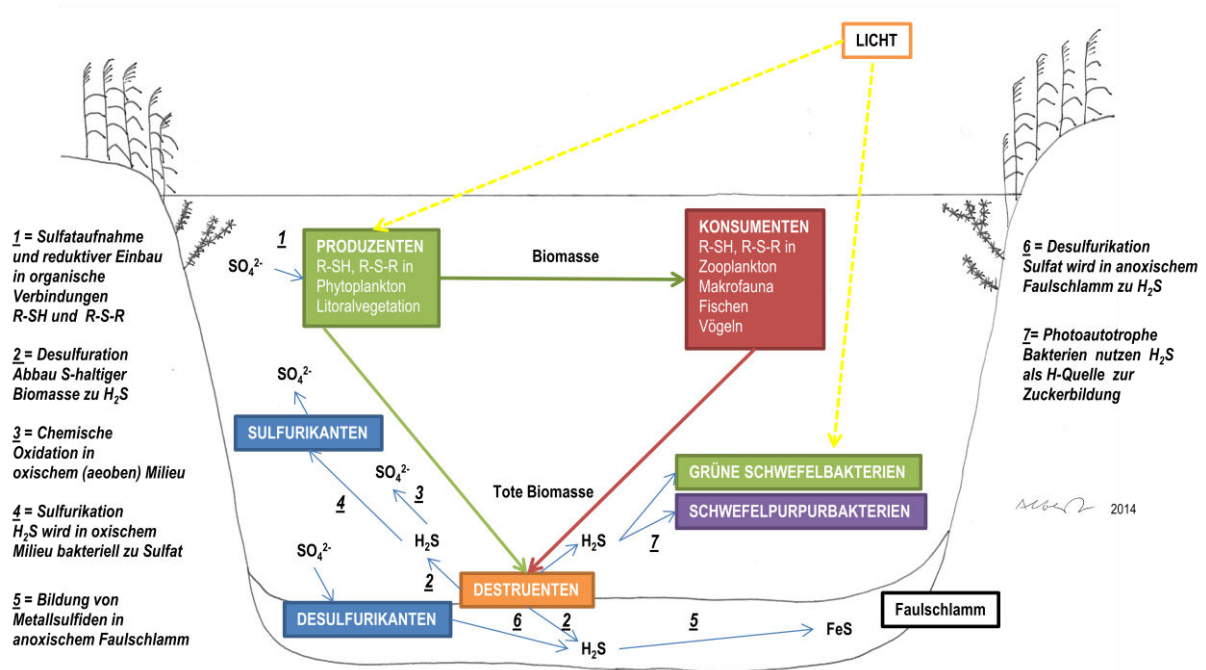 LICHT
1 = Sulfataufnahme
und reduktiver Einbau
in organische
Verbindungen
R-SH und R-S-R
2 = Desulfuration
Abbau S-haltiger
Biomasse zu H₂S
3 = Chemische
Oxidation in
oxischem (aeoben) Milieu
4 = Sulfurikation
H₂S wird in oxischem
Milieu bakteriell zu Sulfat
5 = Bildung von
Metallsulfiden in
anoxischem Faulschlamm
1
SO₄²⁻
PRODUZENTEN
R-SH, R-S-R in
Phytoplankton
Litoralvegetation
Biomasse
KONSUMENTEN
R-SH, R-S-R in
Zooplankton
Makrofauna
Fischen
Vögeln
6 = Desulfurikation
Sulfat wird in anoxischem
Faulschlamm zu H₂S
7= Photoautotrophe
Bakterien nutzen H₂S
als H-Quelle zur
Zuckerbildung
SO₄²⁻
SULFURIKANTEN
4
SO₄²⁻
3
Tote Biomasse
GRÜNE SCHWEFELBAKTERIEN
SCHWEFELPURPURBAKTERIEN
2014
H₂S
H₂S
7
SO₄²⁻
2
DESTRUENTEN
DESULFURIKANTEN
6
2
H₂S
5
FeS
Faulschlamm